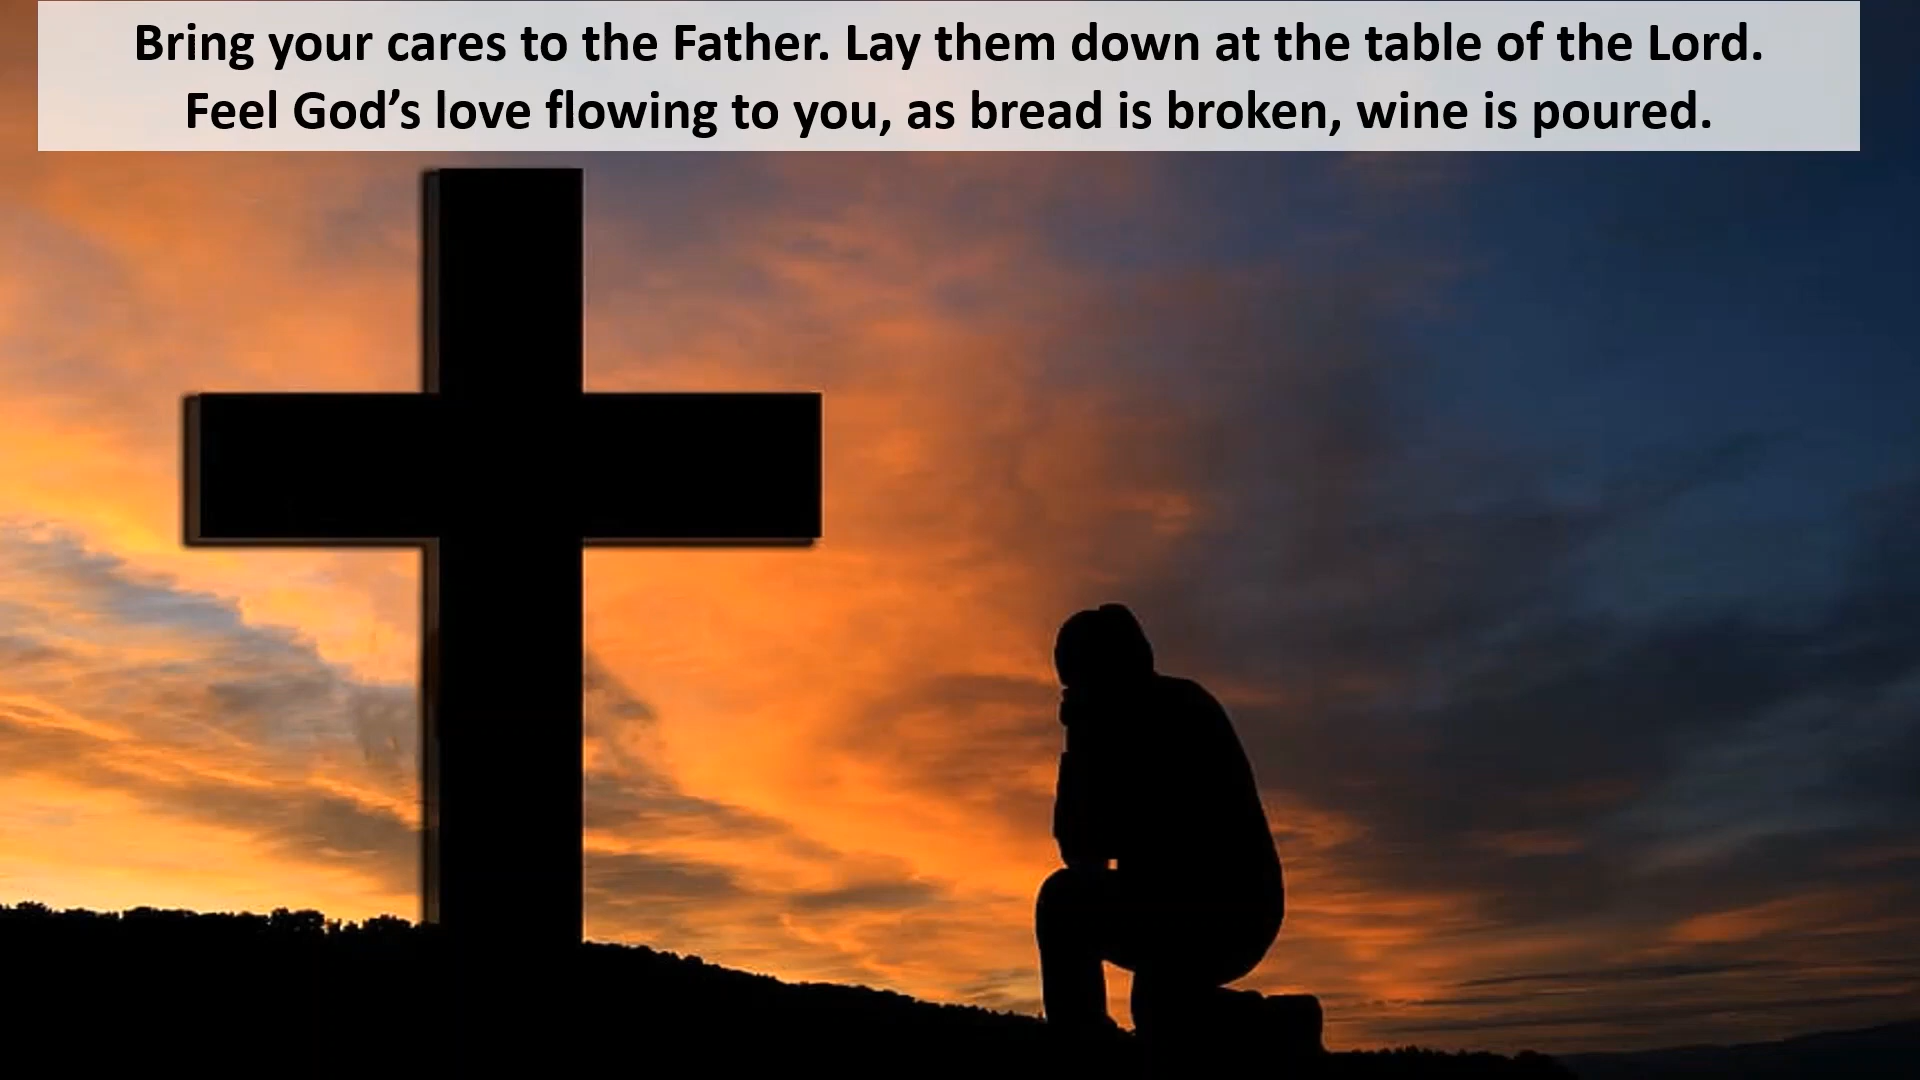 Bring your cares to the Father. Lay them down at the table of the Lord.
Feel God’s love flowing to you, as bread is broken, wine is poured.